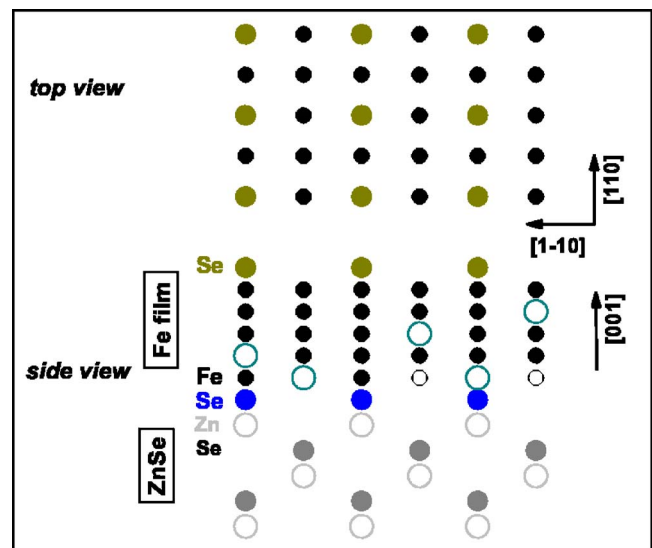 top view
[110]
[1-10]
Se
Fe film
[001]
side view
Fe
Se
Zn
Se
ZnSe